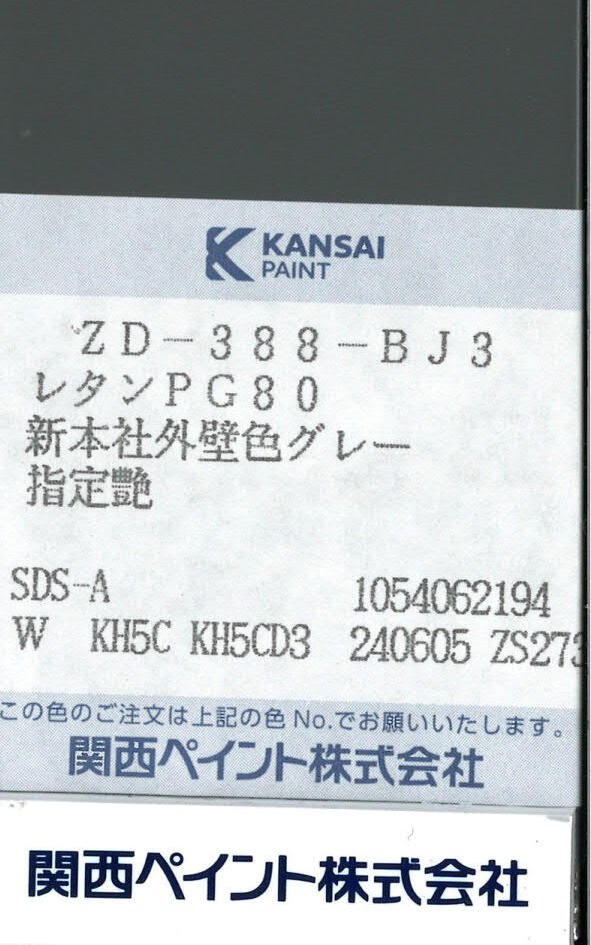 KANSAI
PAINT
ZD-388-BJ3
レタンPG80
新本社外壁色グレー
指定艶
SDS-A 1054062194
W KH5C KH5CD3 240605 ZS273
この色のご注文は上記の色No.でお願いいたします。
関西ペイント株式会社
関西ペイント株式会社